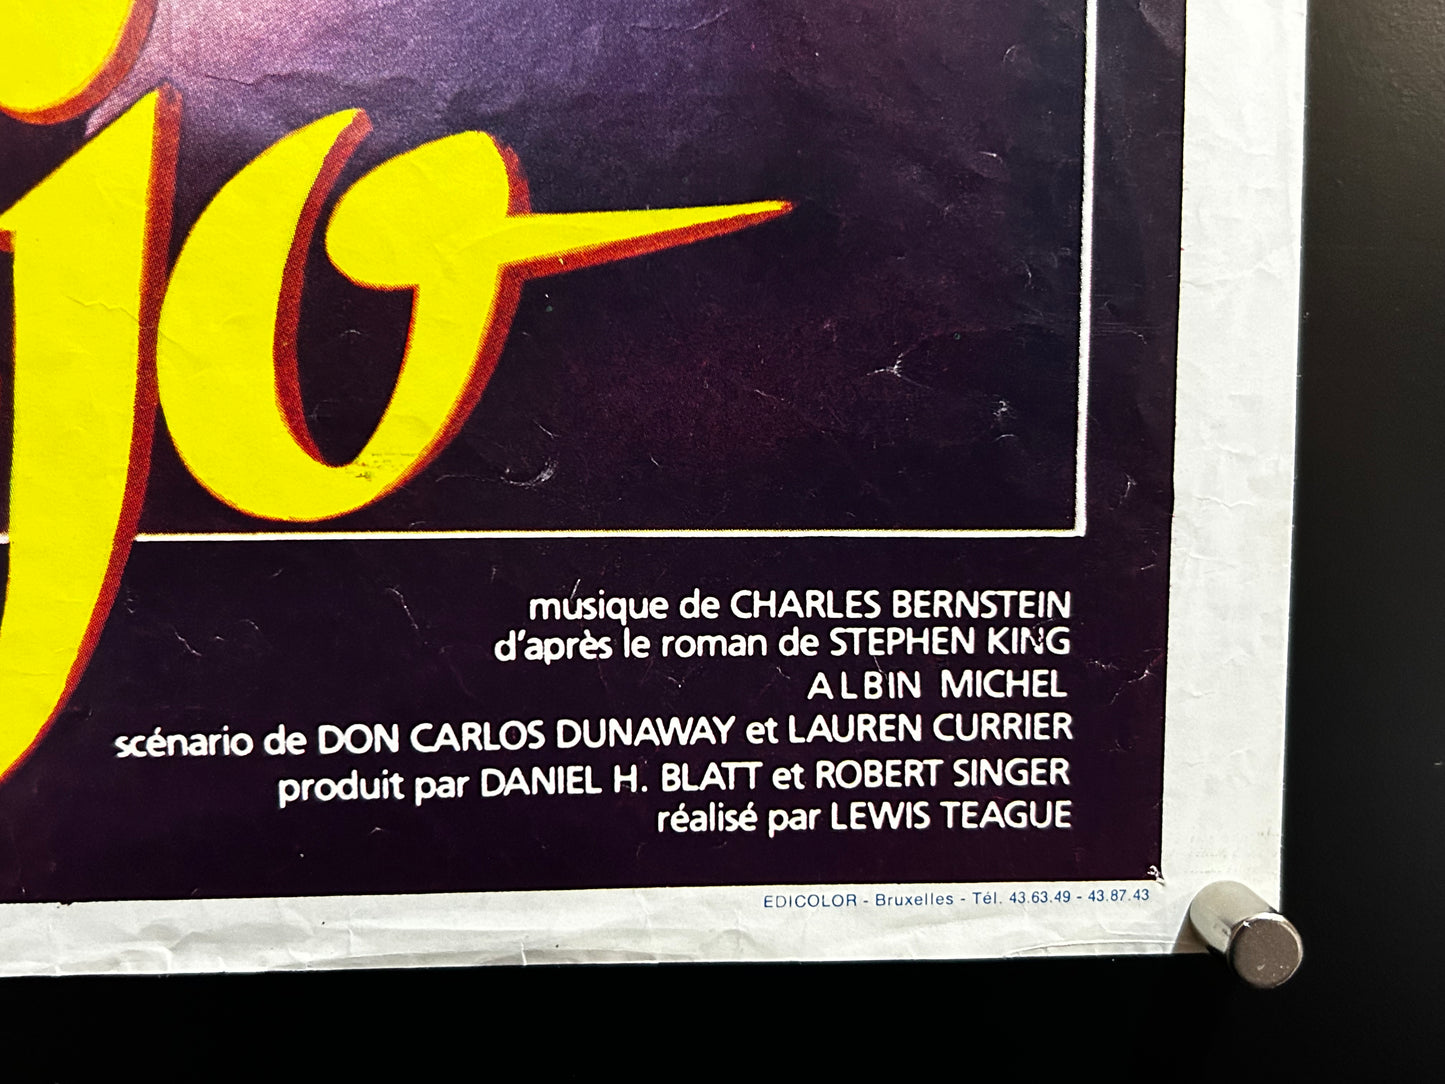 jo
musique de CHARLES BERNSTEIN
d'après le roman de STEPHEN KING
ALBIN MICHEL
scénario de DON CARLOS DUNAWAY et LAUREN CURRIER
produit par DANIEL H. BLATT et ROBERT SINGER
réalisé par LEWIS TEAGUE
EDICOLOR - Bruxelles - Tél. 43.63.49 - 43.87.43